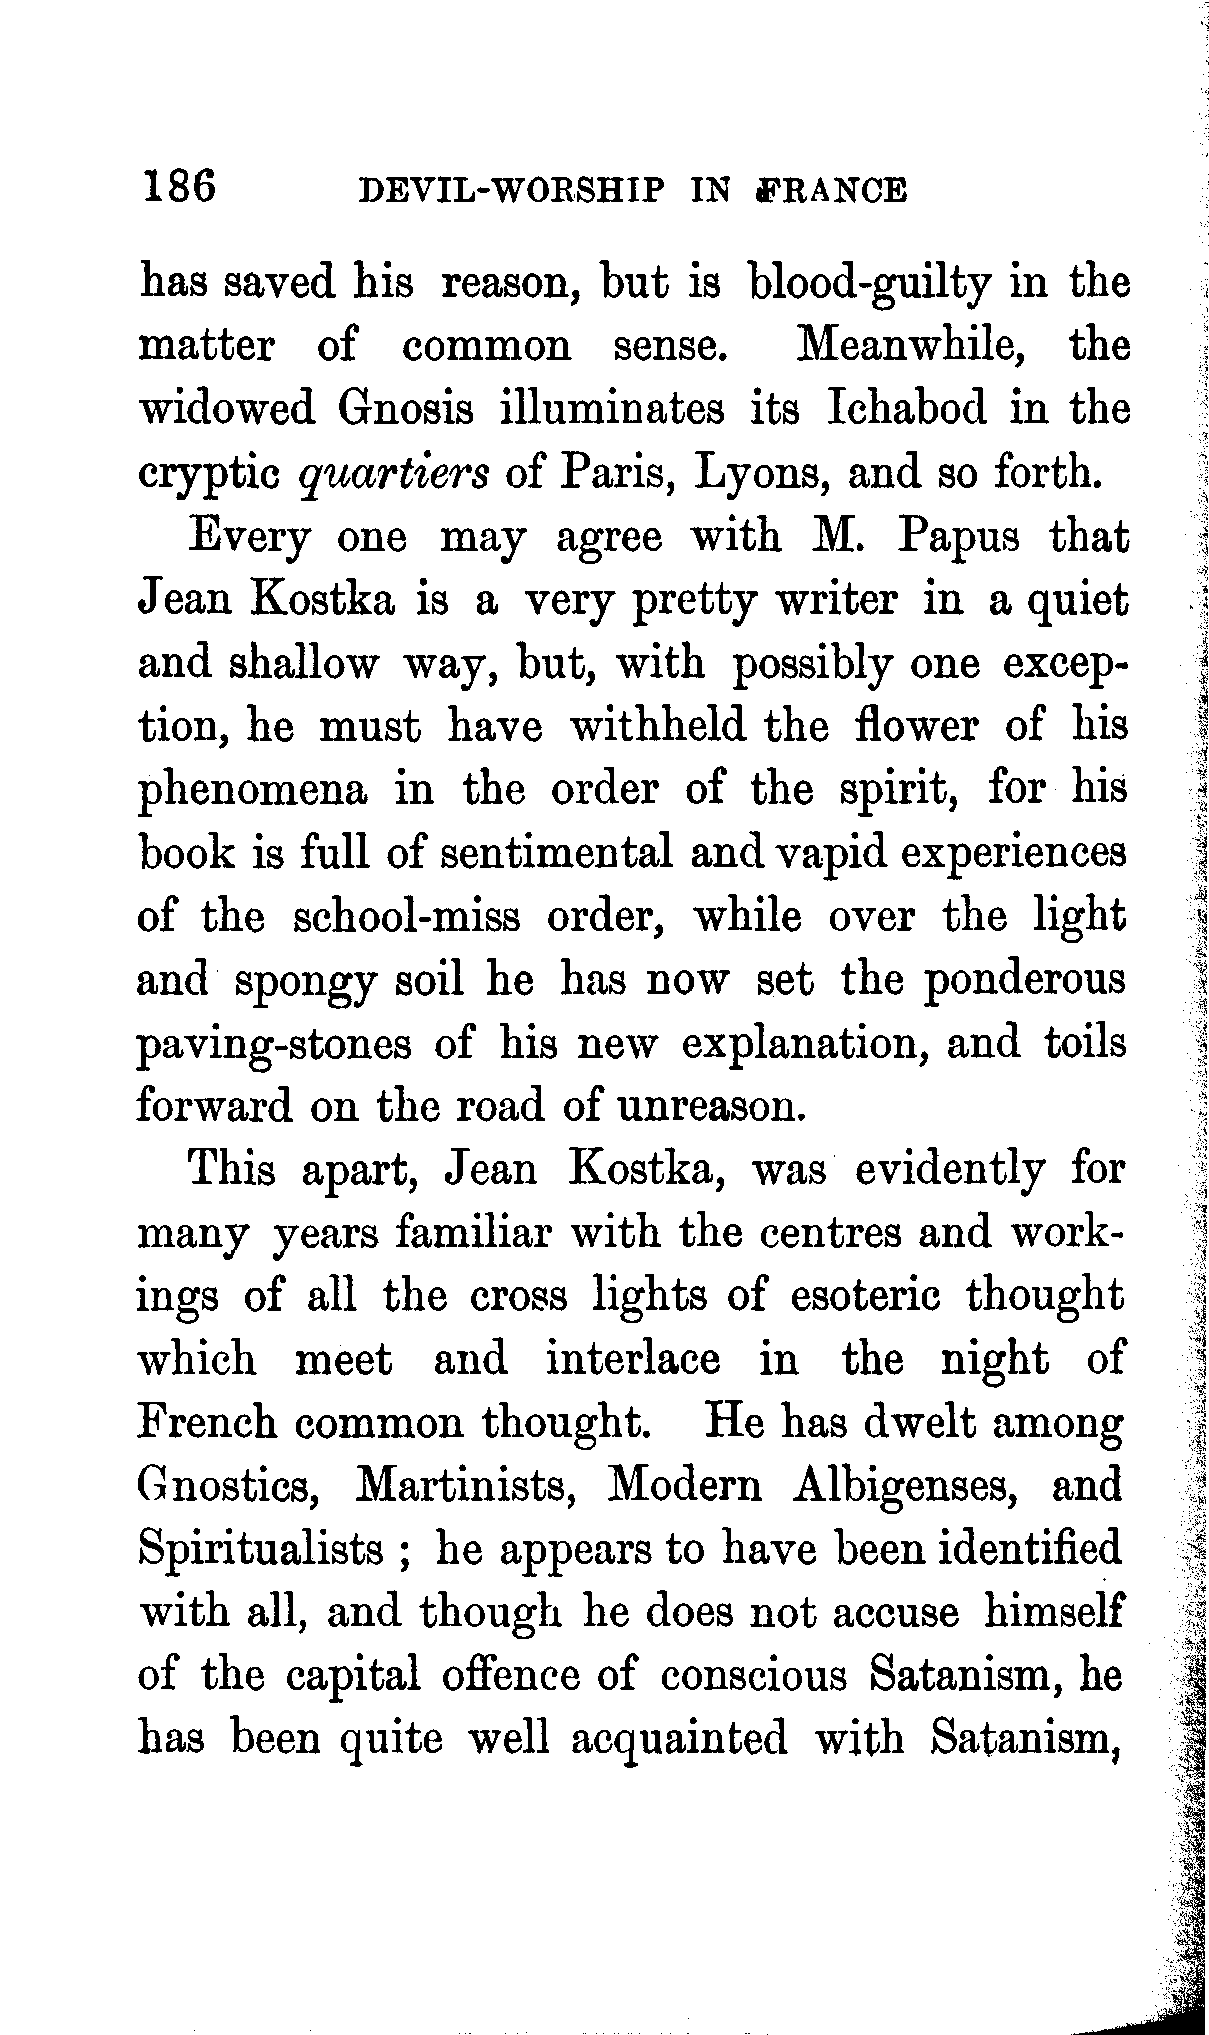 186 DEVIL-WORSHIP IN FRANCE
has saved his reason, but is blood-guilty in the
matter of common sense. Meanwhile, the
widowed Gnosis illuminates its Ichabod in the
cryptic quartiers of Paris, Lyons, and so forth.
Every one may agree with M. Papus that
Jean Kostka is a very pretty writer in a quiet
and shallow way, but, with possibly one excep-
tion, he must have withheld the flower of his
phenomena in the order of the spirit, for his
book is full of sentimental and vapid experiences
of the school-miss order, while over the light
and spongy soil he has now set the ponderous
paving-stones of his new explanation, and toils
forward on the road of unreason.
This apart, Jean Kostka, was evidently for
many years familiar with the centres and work-
ings of all the cross lights of esoteric thought
which meet and interlace in the night of
French common thought. He has dwelt among
Gnostics, Martinists, Modern Albigenses, and
Spiritualists ; he appears to have been identified
with all, and though he does not accuse himself
of the capital offence of conscious Satanism, he
has been quite well acquainted with Satanism,